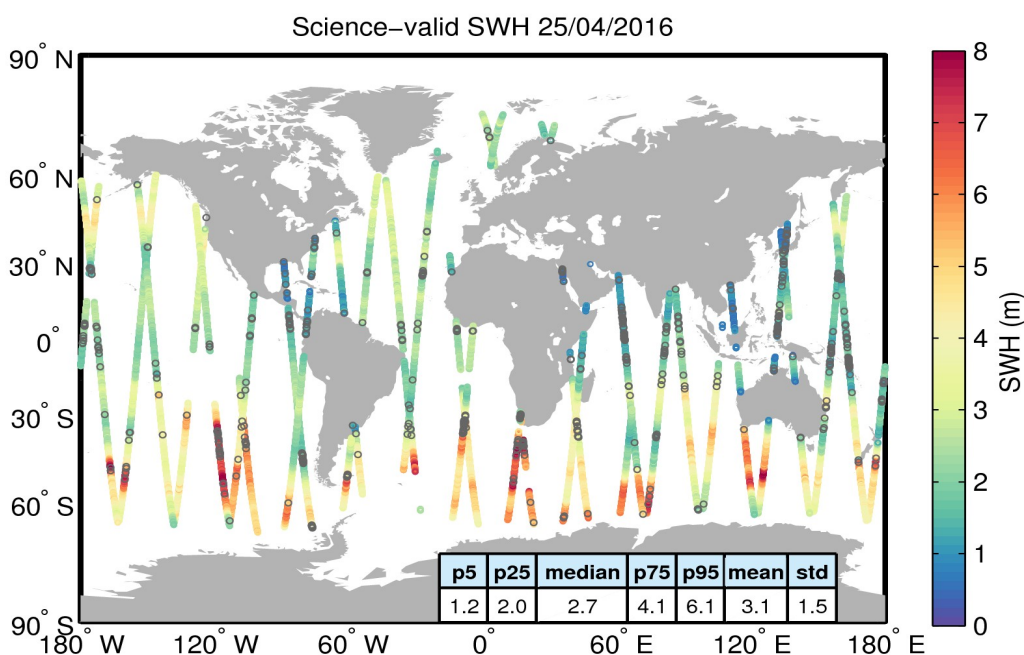 Science−valid SWH 25/04/2016
90° N
60° N
30° N
0°
30° S
60° S
90° S
180° W
120° W
60° W
0°
60° E
120° E
180° E
p5 p25 median p75 p95 mean std
1.2 2.0 2.7 4.1 6.1 3.1 1.5
8
7
6
5
4
3
2
1
0
SWH (m)